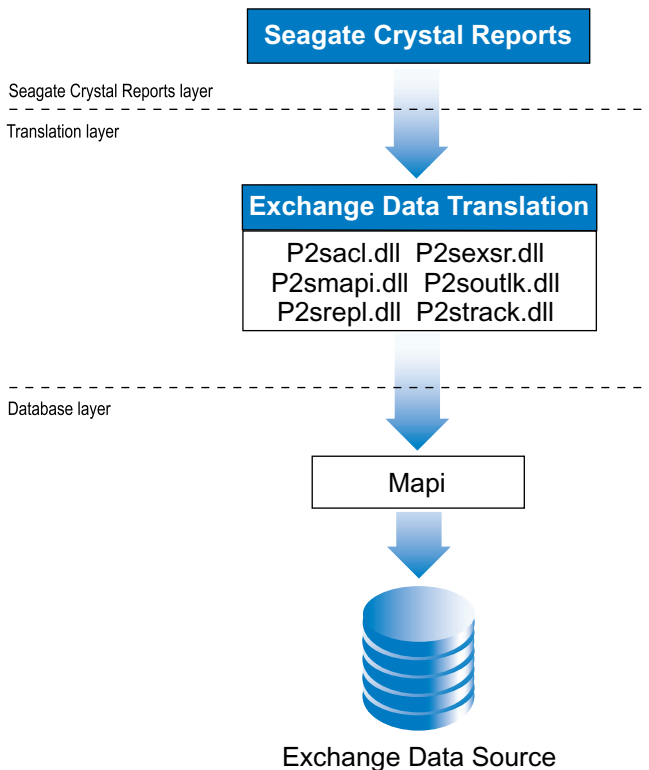 Seagate Crystal Reports
Seagate Crystal Reports layer
Translation layer
Exchange Data Translation
P2sacl.dll P2sexsr.dll
P2smapi.dll P2soutlk.dll
P2srepl.dll P2strack.dll
Database layer
Mapi
Exchange Data Source